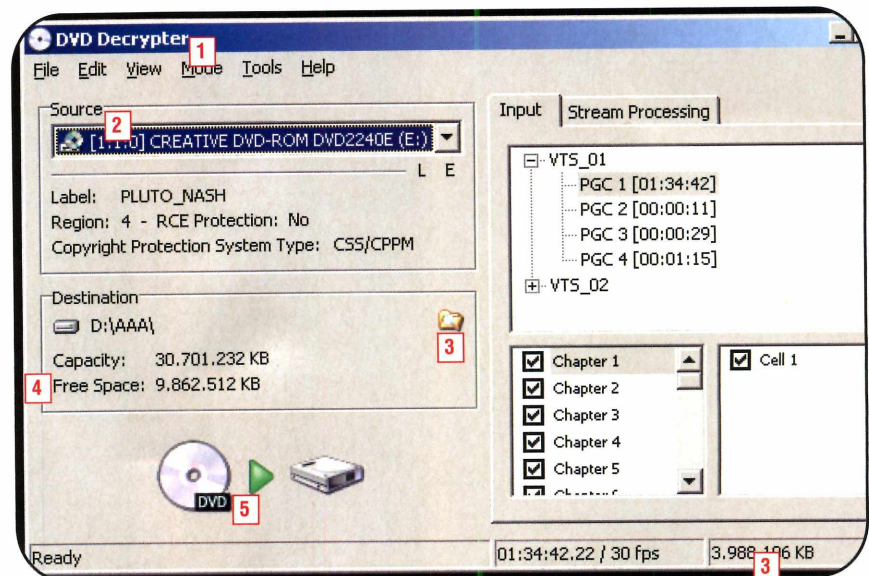 DVD Decrypter
1
File Edit View Mode Tools Help
Source
2
[1:1:0] CREATIVE DVD-ROM DVD2240E (E:)
L E
Label: PLUTO_NASH
Region: 4 - RCE Protection: No
Copyright Protection System Type: CSS/CPPM
Destination
D:\AAA\
3
Capacity: 30.701.232 KB
4
Free Space: 9.862.512 KB
DVD
5
Ready
Input Stream Processing
VTS_01
PGC 1 [01:34:42]
PGC 2 [00:00:11]
PGC 3 [00:00:29]
PGC 4 [00:01:15]
VTS_02
Chapter 1
Chapter 2
Chapter 3
Chapter 4
Chapter 5
Cell 1
01:34:42.22 / 30 fps
KB
3